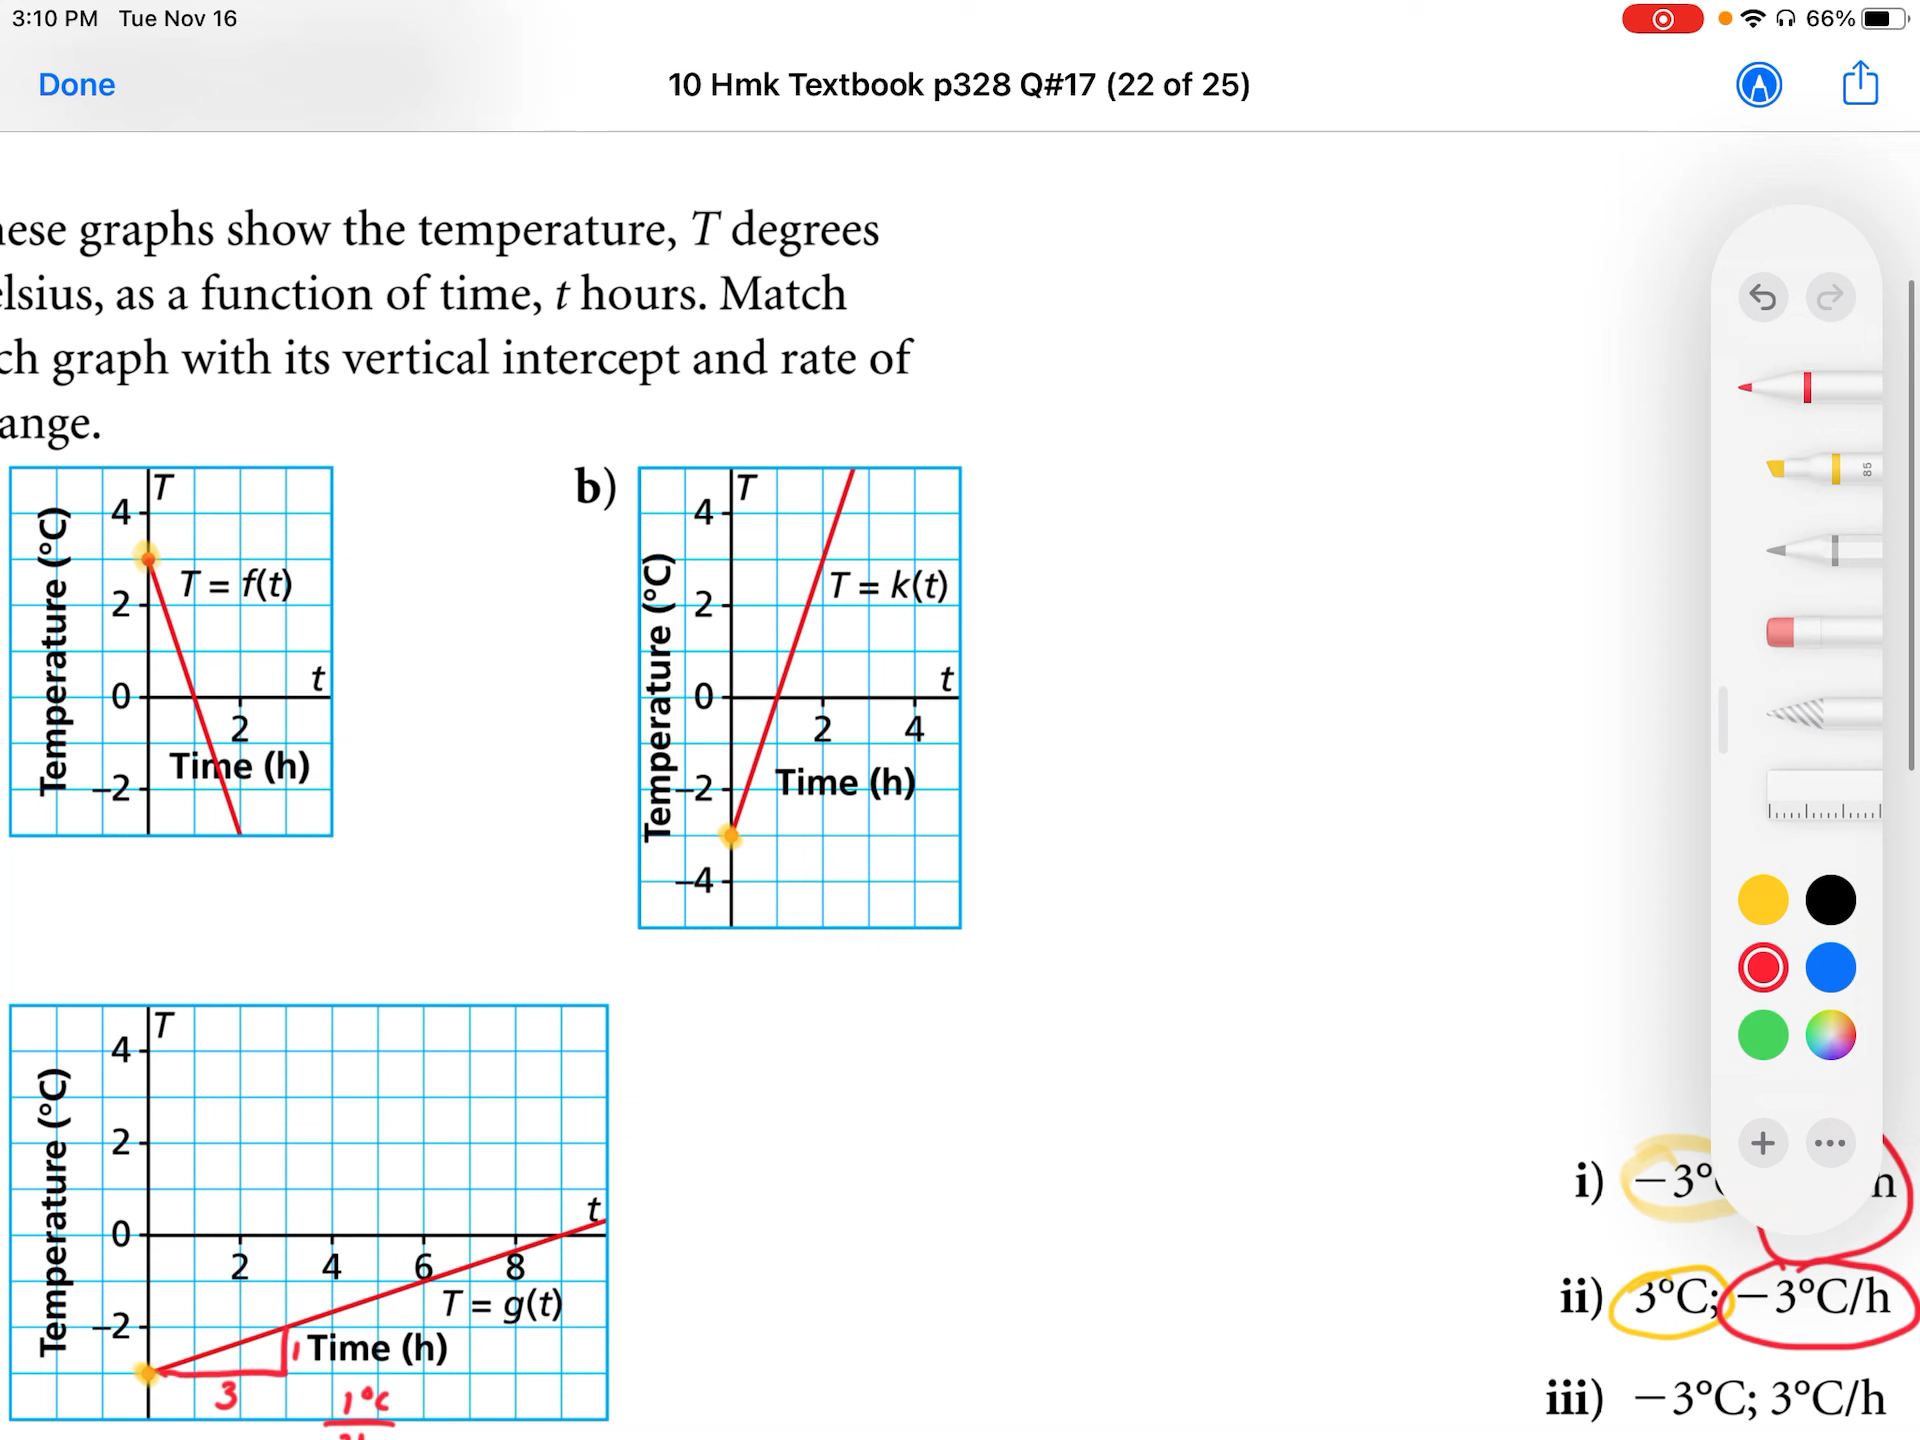 3:10 PM Tue Nov 16
66%
Done
10 Hmk Textbook p328 Q#17 (22 of 25)
hese graphs show the temperature, T degrees
elsius, as a function of time, t hours. Match
ch graph with its vertical intercept and rate of
ange.
Temperature (°C)
T
4
2
0
–2
T = f(t)
t
2
Time (h)
b)
Temperature (°C)
T
4
2
0
–2
–4
T = k(t)
t
2 4
Time (h)
Temperature (°C)
T
4
2
0
–2
t
2 4 6 8
T = g(t)
Time (h)
1
3
1°C
85
i) −3° h
ii) 3°C; −3°C/h
iii) −3°C; 3°C/h